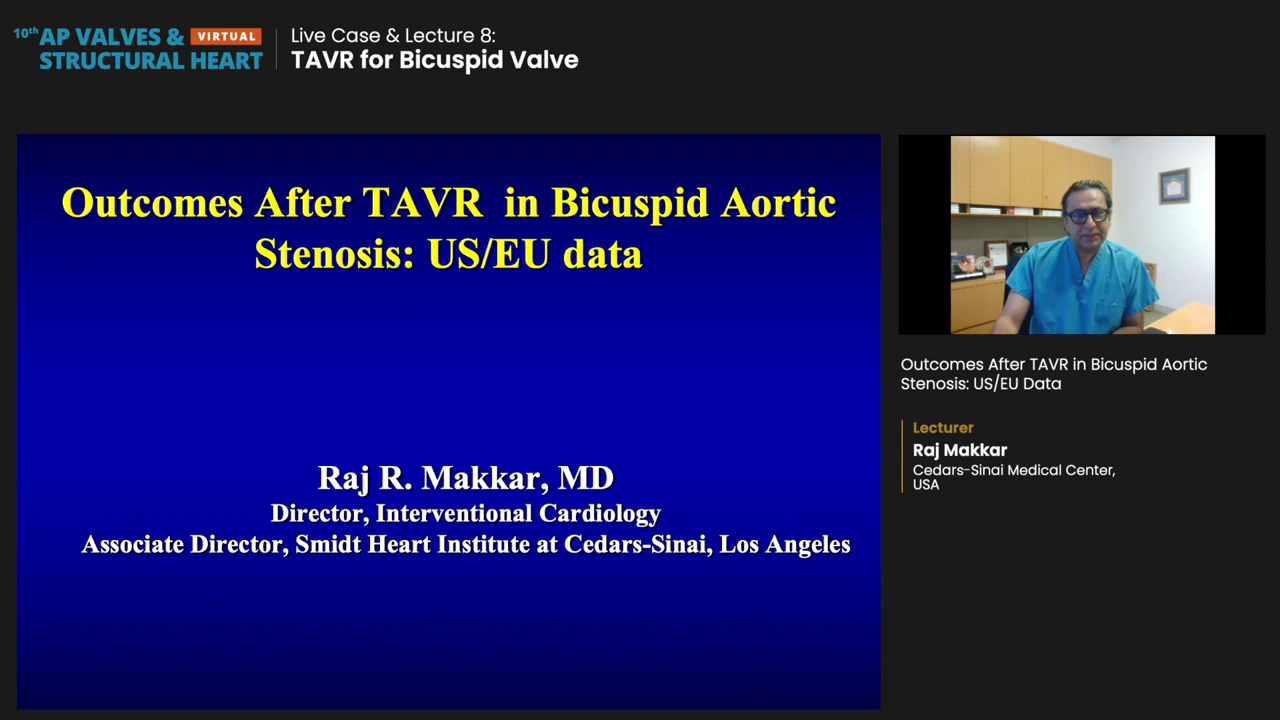 10th AP VALVES & VIRTUAL
STRUCTURAL HEART
Live Case & Lecture 8:
TAVR for Bicuspid Valve
Outcomes After TAVR in Bicuspid Aortic
Stenosis: US/EU data
Raj R. Makkar, MD
Director, Interventional Cardiology
Associate Director, Smidt Heart Institute at Cedars-Sinai, Los Angeles
Outcomes After TAVR in Bicuspid Aortic
Stenosis: US/EU Data
Lecturer
Raj Makkar
Cedars-Sinai Medical Center,
USA